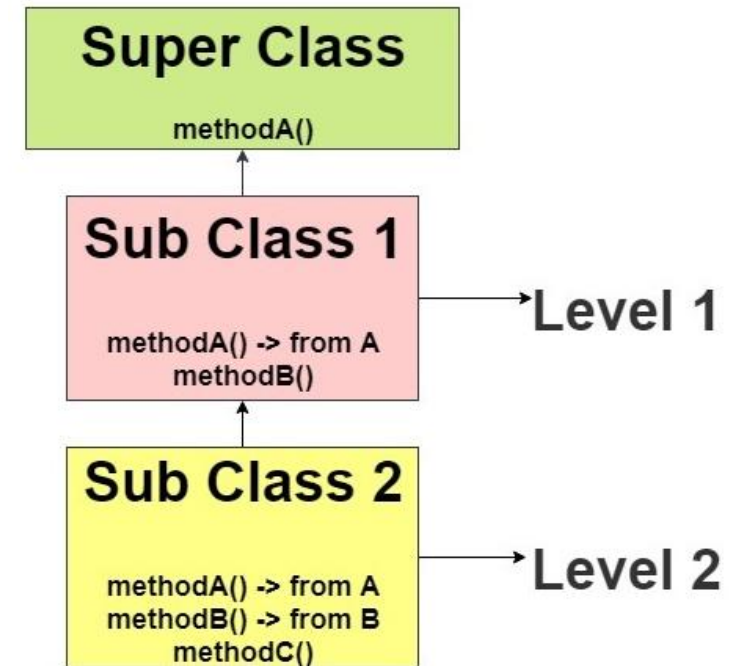 Super Class
methodA()
Sub Class 1
methodA() -> from A
methodB()
Level 1
Sub Class 2
methodA() -> from A
methodB() -> from B
methodC()
Level 2